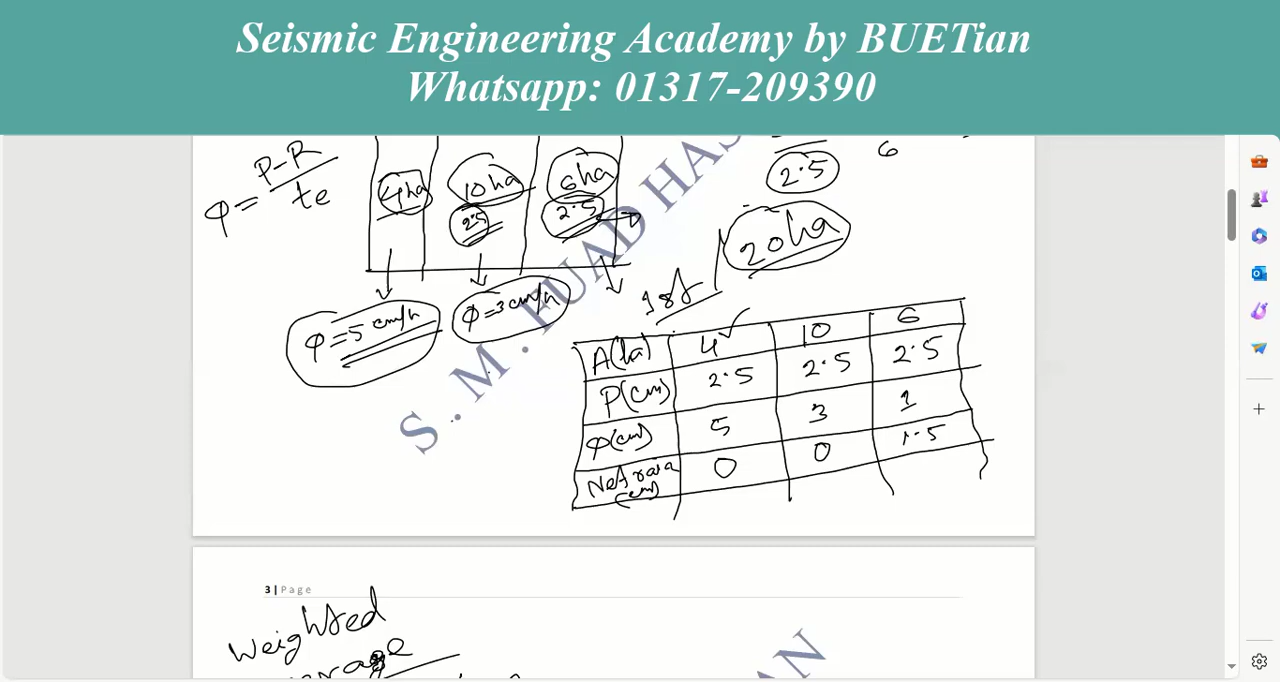 Seismic Engineering Academy by BUETian
Whatsapp: 01317-209390
φ = P-R / te
4ha 10ha 6ha
2.5 2.5
2.5
6
20ha
φ = 5 cm/h
φ = 3 cm/h
1st
A(ha) 4 10 6
P(cm) 2.5 2.5 2.5
φ(cm) 5 3 1
Net (cm) 0 0 1.5
S. M. FUAD HAS
3 | Page
Weighted
AN